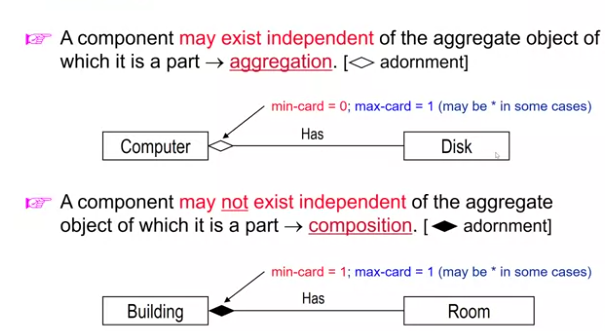 ☞ A component may exist independent of the aggregate object of
which it is a part → aggregation. [◇ adornment]
min-card = 0; max-card = 1 (may be * in some cases)
Computer Has Disk
☞ A component may not exist independent of the aggregate
object of which it is a part → composition. [◆ adornment]
min-card = 1; max-card = 1 (may be * in some cases)
Building Has Room